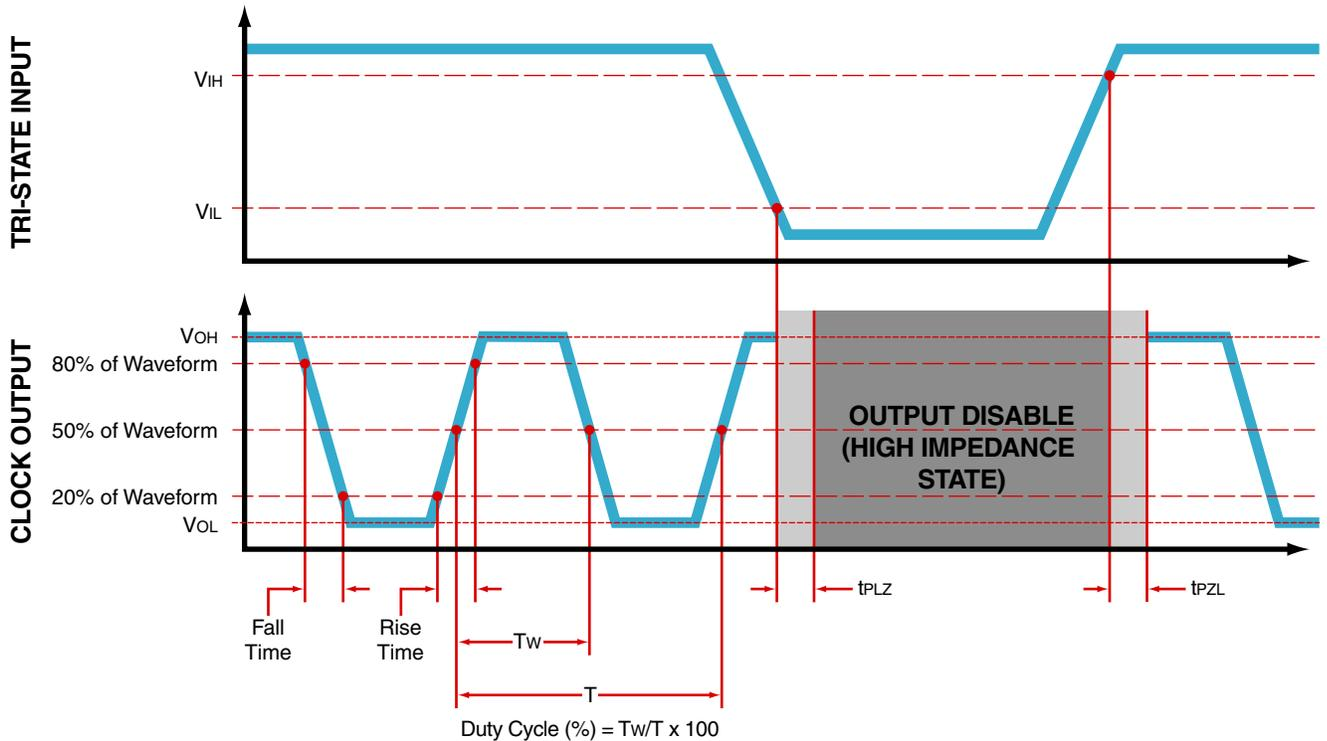 TRI-STATE INPUT
VIH
VIL
CLOCK OUTPUT
VOH
80% of Waveform
50% of Waveform
20% of Waveform
VOL
OUTPUT DISABLE
(HIGH IMPEDANCE
STATE)
tPLZ
tPZL
Fall
Time
Rise
Time
TW
T
Duty Cycle (%) = TW/T x 100